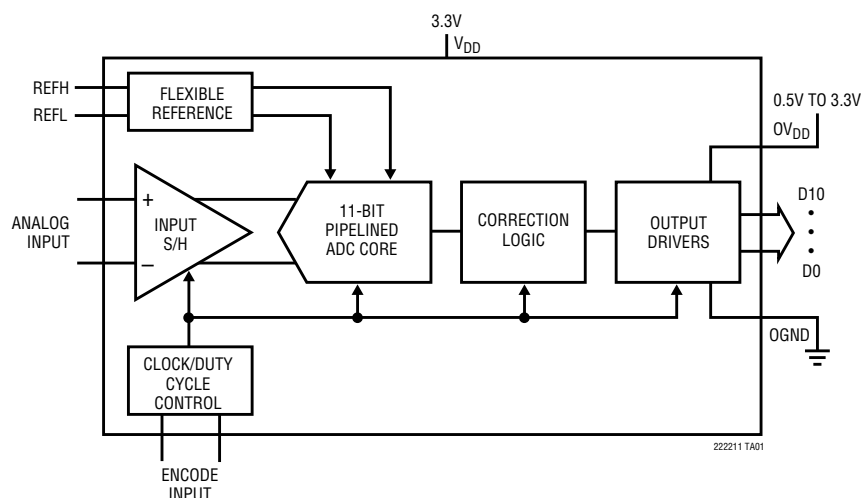 3.3V
VDD
REFH
REFL
FLEXIBLE
REFERENCE
0.5V TO 3.3V
OVDD
ANALOG
INPUT
+
–
INPUT
S/H
11-BIT
PIPELINED
ADC CORE
CORRECTION
LOGIC
OUTPUT
DRIVERS
D10
•
•
•
D0
OGND
CLOCK/DUTY
CYCLE
CONTROL
222211 TA01
ENCODE
INPUT